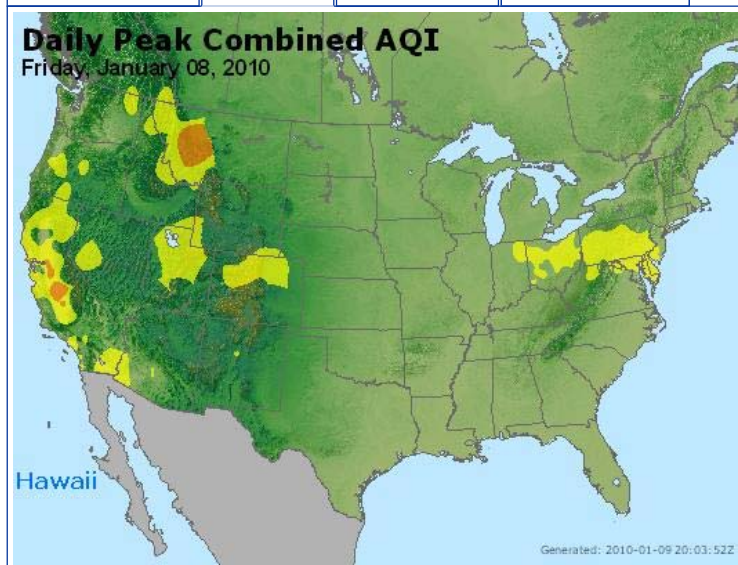 Daily Peak Combined AQI
Friday, January 08, 2010
Hawaii
Generated: 2010-01-09 20:03:52Z